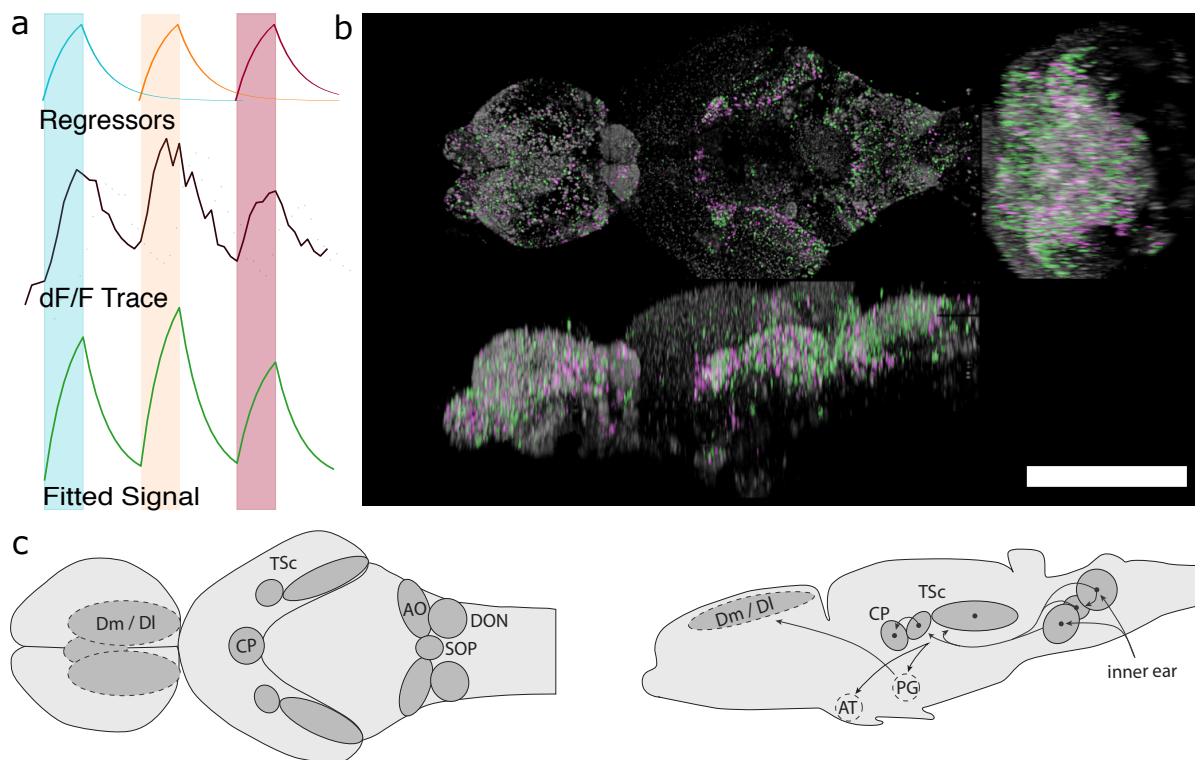 a
b
Regressors
dF/F Trace
Fitted Signal
c
TSc
Dm / Dl
CP
AO
DON
SOP
TSc
CP
Dm / Dl
PG
AT
inner ear